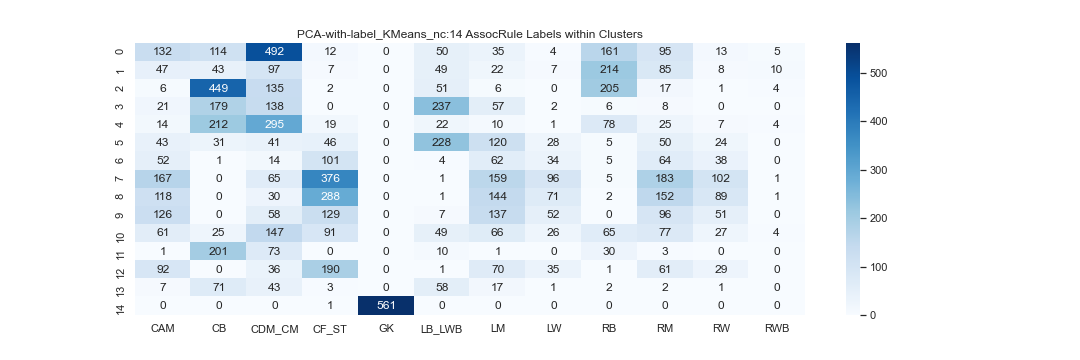 PCA-with-label_KMeans_nc:14 AssocRule Labels within Clusters
0 132 114 492 12 0 50 35 4 161 95 13 5
1 47 43 97 7 0 49 22 7 214 85 8 10
2 6 449 135 2 0 51 6 0 205 17 1 4
3 21 179 138 0 0 237 57 2 6 8 0 0
4 14 212 295 19 0 22 10 1 78 25 7 4
5 43 31 41 46 0 228 120 28 5 50 24 0
6 52 1 14 101 0 4 62 34 5 64 38 0
7 167 0 65 376 0 1 159 96 5 183 102 1
8 118 0 30 288 0 1 144 71 2 152 89 1
9 126 0 58 129 0 7 137 52 0 96 51 0
10 61 25 147 91 0 49 66 26 65 77 27 4
11 1 201 73 0 0 10 1 0 30 3 0 0
12 92 0 36 190 0 1 70 35 1 61 29 0
13 7 71 43 3 0 58 17 1 2 2 1 0
14 0 0 0 1 561 0 0 0 0 0 0 0
CAM CB CDM_CM CF_ST GK LB_LWB LM LW RB RM RW RWB
500
400
300
200
100
0